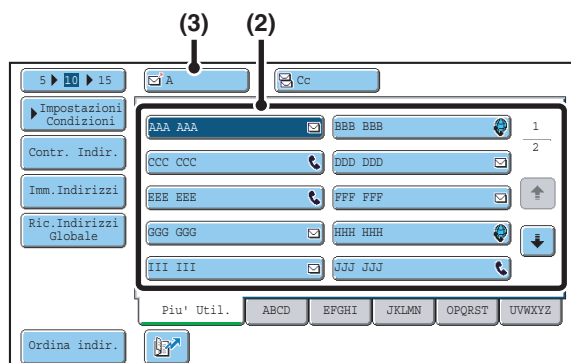 (3) (2)
5 10 15
A
Cc
Impostazioni
Condizioni
Contr. Indir.
Imm.Indirizzi
Ric.Indirizzi
Globale
AAA AAA
BBB BBB
CCC CCC
DDD DDD
EEE EEE
FFF FFF
GGG GGG
HHH HHH
III III
JJJ JJJ
1
2
Piu' Util. ABCD EFGHI JKLMN OPQRST UVWXYZ
Ordina indir.